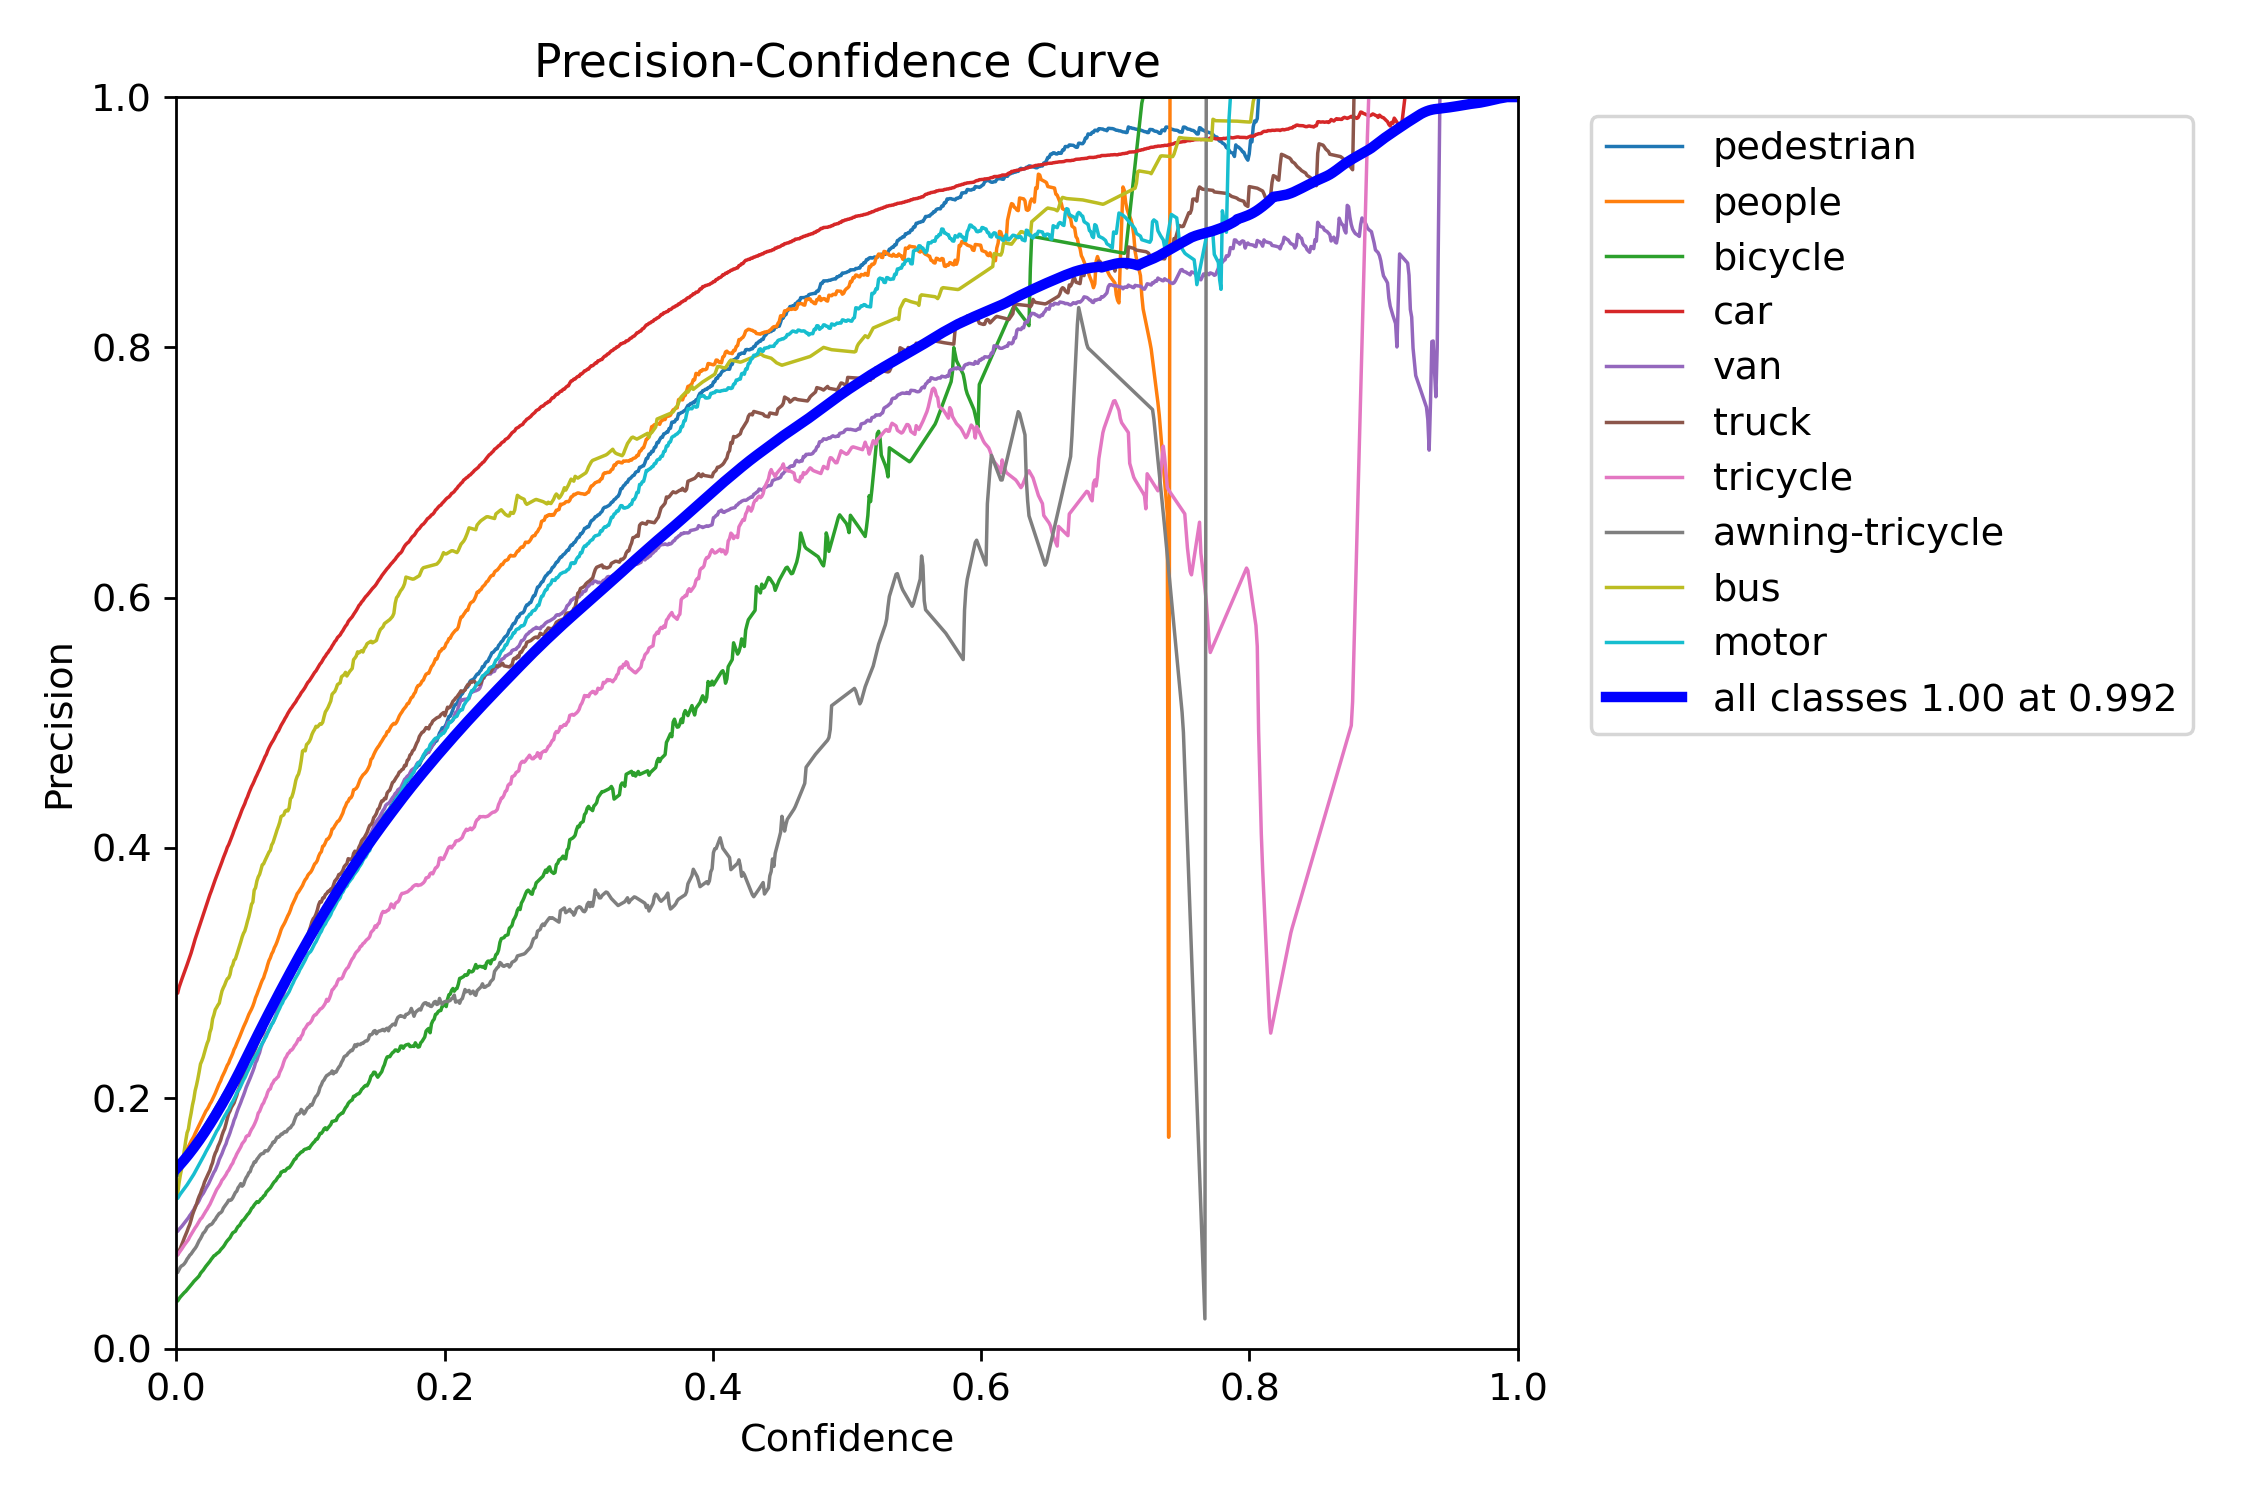 Precision-Confidence Curve
1.0
0.8
0.6
0.4
0.2
0.0
Precision
0.0 0.2 0.4 0.6 0.8 1.0
Confidence
pedestrian
people
bicycle
car
van
truck
tricycle
awning-tricycle
bus
motor
all classes 1.00 at 0.992